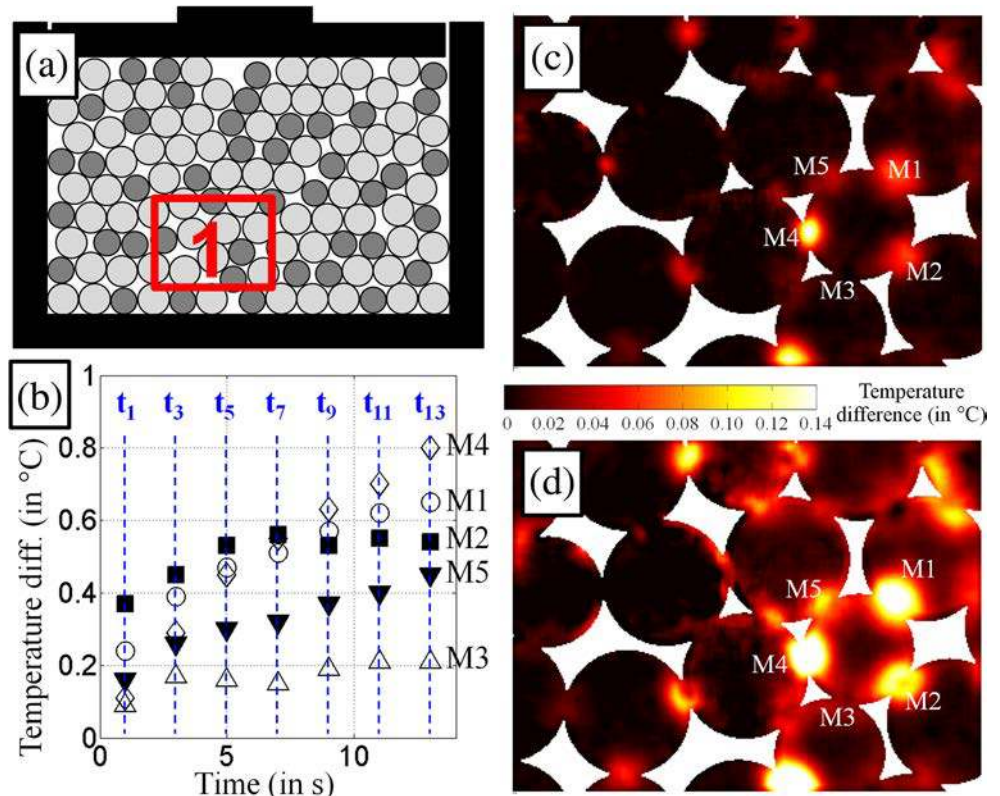 (a)
1
(b)
Temperature diff. (in °C)
1
0.8
0.6
0.4
0.2
0
0 5 10
Time (in s)
t1 t3 t5 t7 t9 t11 t13
M4
M1
M2
M5
M3
(c)
M5 M1
M4
M2
M3
0 0.02 0.04 0.06 0.08 0.10 0.12 0.14
Temperature
difference (in °C)
(d)
M5 M1
M4
M3 M2